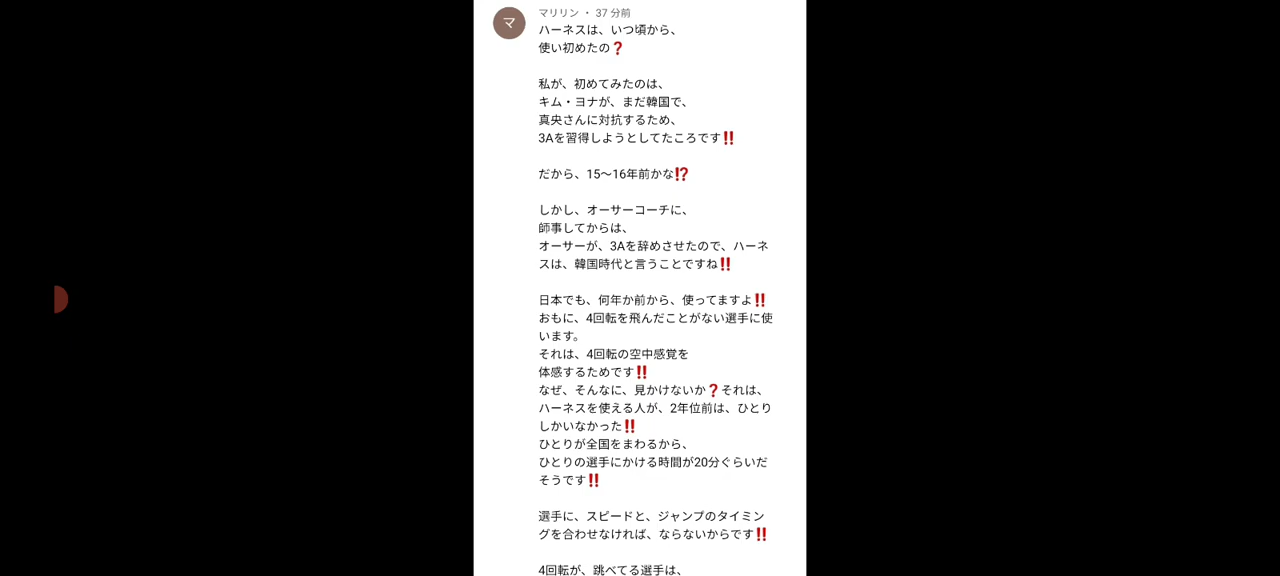 マ
マリリン ・ 37 分前
ハーネスは、いつ頃から、
使い初めたの❓
私が、初めてみたのは、
キム・ヨナが、まだ韓国で、
真央さんに対抗するため、
3Aを習得しようとしてたころです‼️
だから、15〜16年前かな⁉️
しかし、オーサーコーチに、
師事してからは、
オーサーが、3Aを辞めさせたので、ハーネ
スは、韓国時代と言うことですね‼️
日本でも、何年か前から、使ってますよ‼️
おもに、4回転を飛んだことがない選手に使
います。
それは、4回転の空中感覚を
体感するためです‼️
なぜ、そんなに、見かけないか❓それは、
ハーネスを使える人が、2年位前は、ひとり
しかいなかった‼️
ひとりが全国をまわるから、
ひとりの選手にかける時間が20分ぐらいだ
そうです‼️
選手に、スピードと、ジャンプのタイミン
グを合わせなければ、ならないからです‼️
4回転が、跳べてる選手は、